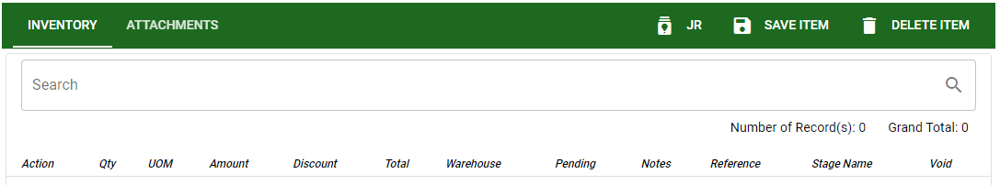 INVENTORY ATTACHMENTS JR SAVE ITEM DELETE ITEM
Search
Number of Record(s): 0 Grand Total: 0
Action Qty UOM Amount Discount Total Warehouse Pending Notes Reference Stage Name Void